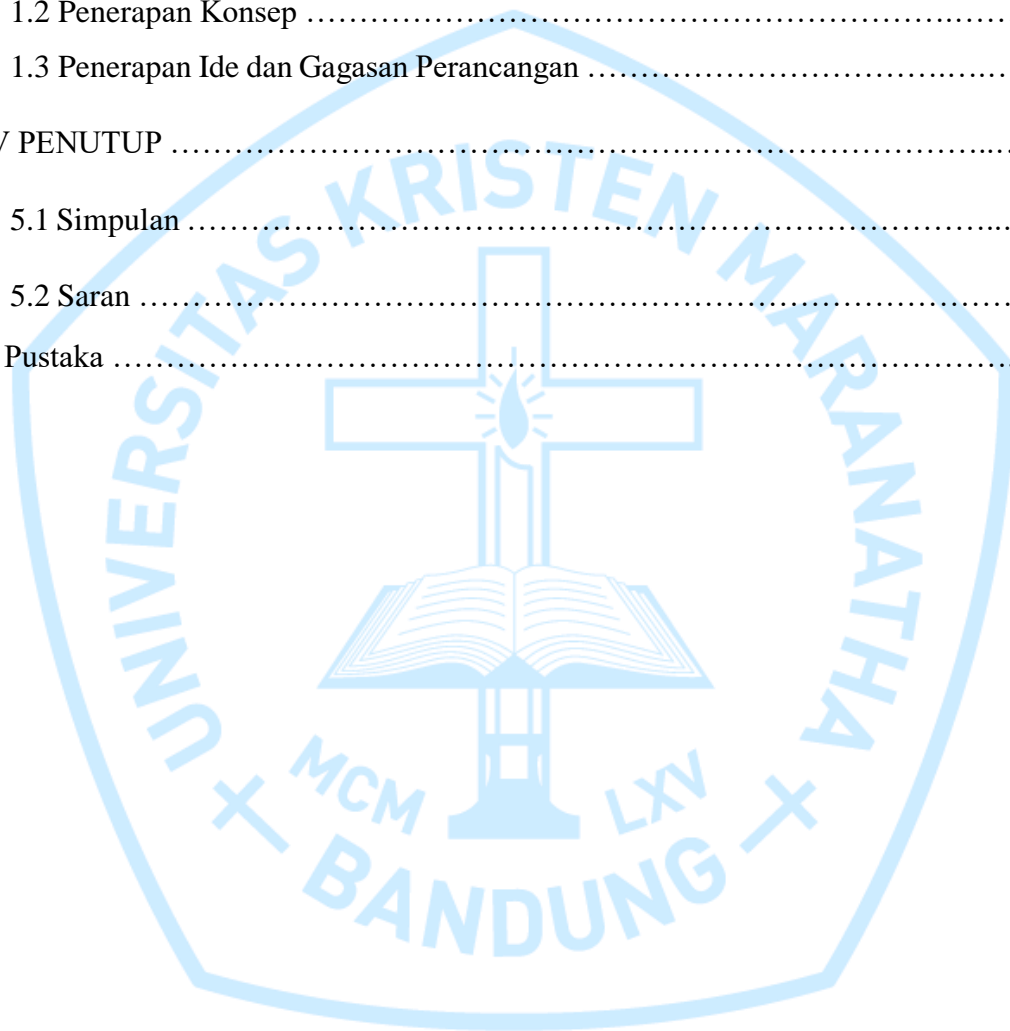 1.2 Penerapan Konsep ……………………………………………………….……
1.3 Penerapan Ide dan Gagasan Perancangan ……………………………….……
V PENUTUP …………………………………………….………………………..…
5.1 Simpulan …………………………………………………………………...
5.2 Saran ……………………………………………………………………………
Pustaka ……………………………………………………………………………
UNIVERSITAS KRISTEN MARANATHA
MCM LXV
BANDUNG